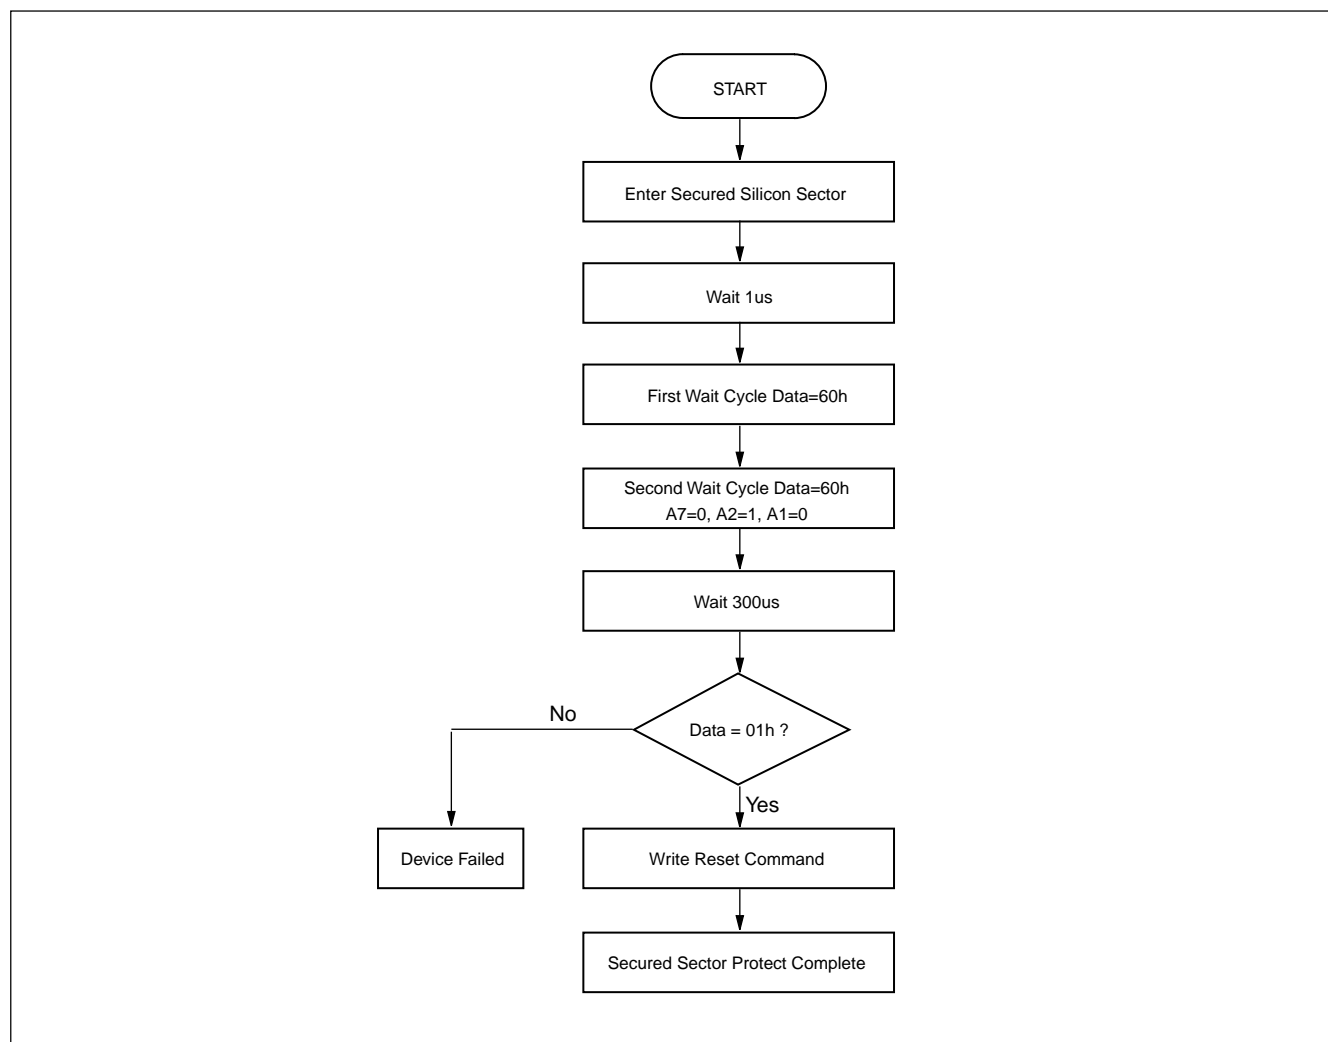 START
Enter Secured Silicon Sector
Wait 1us
First Wait Cycle Data=60h
Second Wait Cycle Data=60h
A7=0, A2=1, A1=0
Wait 300us
Data = 01h ?
No
Yes
Device Failed
Write Reset Command
Secured Sector Protect Complete